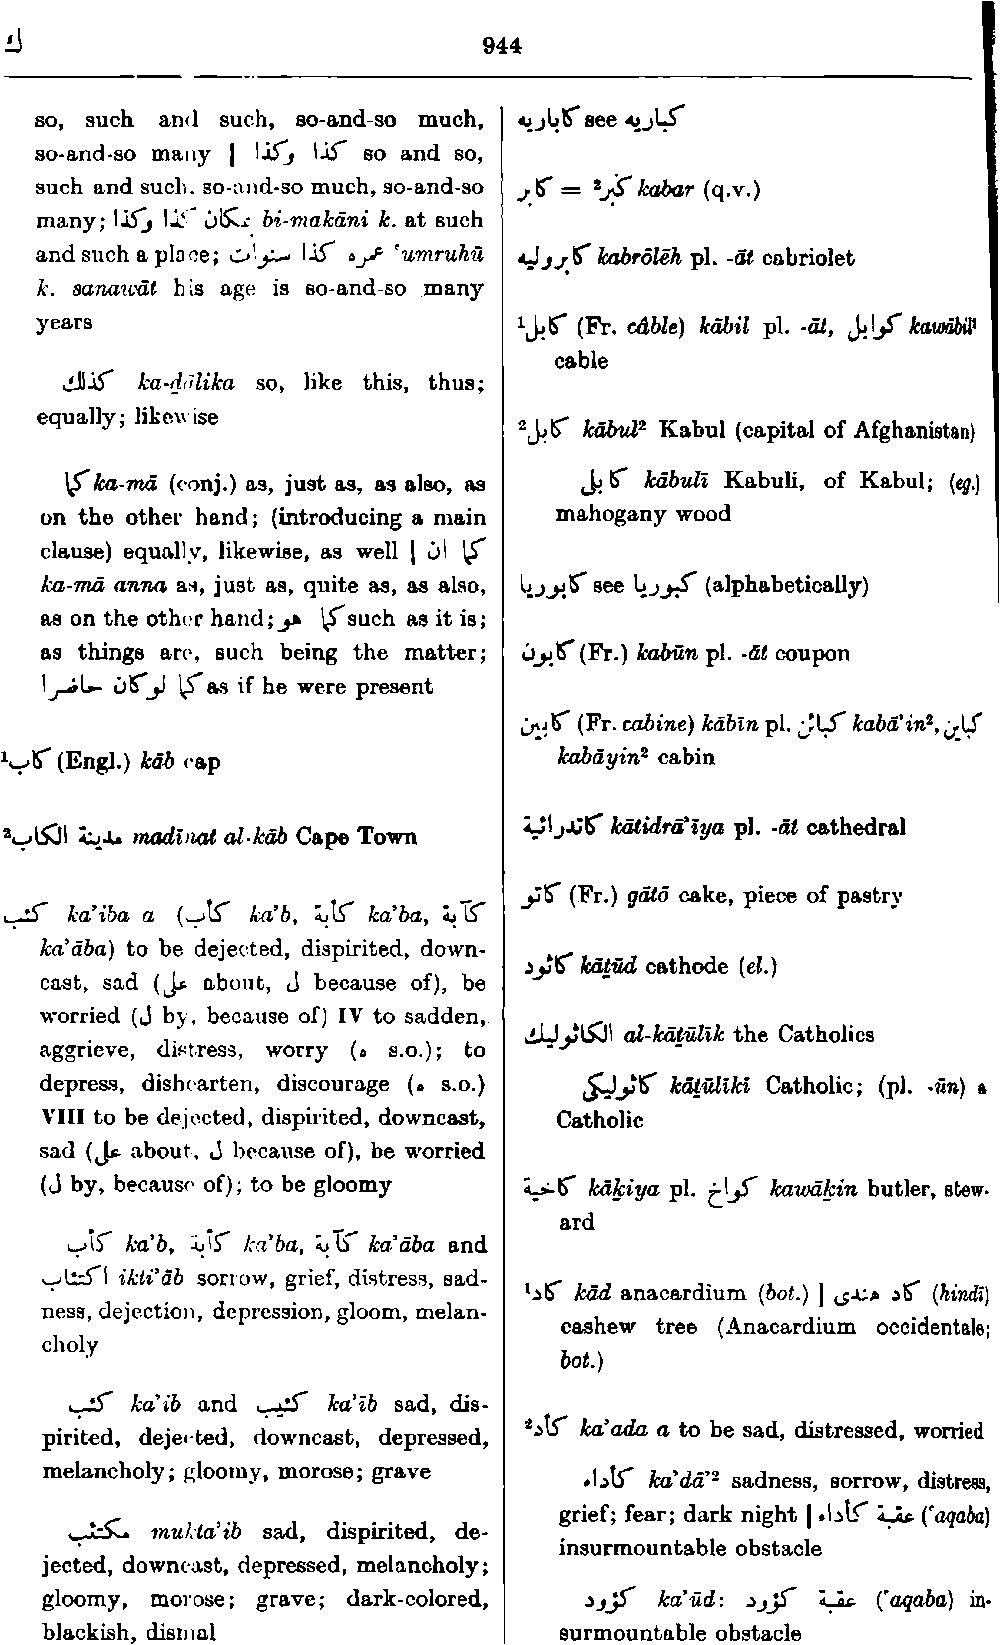 ك
944
so, such and such, so-and-so much,
so-and-so many | كذا وكذا so and so,
such and such, so-and-so much, so-and-so
many; بمكان كذا وكذا bi-makāni k. at such
and such a place; عمره كذا سنوات ‘umruhū
k. sanawāt his age is so-and-so many
years
كذلك ka-ḏālika so, like this, thus;
equally; likewise
كما ka-mā (conj.) as, just as, as also, as
on the other hand; (introducing a main
clause) equally, likewise, as well | كما ان
ka-mā anna as, just as, quite as, as also,
as on the other hand; كما هو such as it is;
as things are, such being the matter;
كما لو كان حاضرا as if he were present
¹كاب (Engl.) kāb cap
²مدينة الكاب madīnat al-kāb Cape Town
كئب ka’iba a (كأب ka’b, كأبة ka’ba, كآبة
ka’āba) to be dejected, dispirited, down-
cast, sad (على about, ل because of), be
worried (ل by, because of) IV to sadden,
aggrieve, distress, worry (ه s.o.); to
depress, dishearten, discourage (ه s.o.)
VIII to be dejected, dispirited, downcast,
sad (على about, ل because of), be worried
(ل by, because of); to be gloomy
كأب ka’b, كأبة ka’ba, كآبة ka’āba and
اكتئاب ikti’āb sorrow, grief, distress, sad-
ness, dejection, depression, gloom, melan-
choly
كئب ka’ib and كئيب ka’īb sad, dis-
pirited, dejected, downcast, depressed,
melancholy; gloomy, morose; grave
مكتئب mukta’ib sad, dispirited, de-
jected, downcast, depressed, melancholy;
gloomy, morose; grave; dark-colored,
blackish, dismal
كاباريه see كباريه
كابر = ²كبر kabar (q.v.)
كابروليه kabrōlēh pl. -āt cabriolet
¹كابل (Fr. câble) kābil pl. -āt, كوابل kawābil²
cable
²كابل kābul² Kabul (capital of Afghanistan)
كابلى kābulī Kabuli, of Kabul; (eg.)
mahogany wood
كابوريا see كبوريا (alphabetically)
كابون (Fr.) kabūn pl. -āt coupon
كابين (Fr. cabine) kābīn pl. كبائن kabā’in², كباين
kabāyin² cabin
كاتدرائية kātidrā’īya pl. -āt cathedral
كاتو (Fr.) gātō cake, piece of pastry
كاثود kāṯūd cathode (el.)
الكاثوليك al-kāṯūlīk the Catholics
كاثوليكى kāṯūlīkī Catholic; (pl. -ūn) a
Catholic
كاخية kāḵiya pl. كواخ kawāḵin butler, stew-
ard
¹كاد kād anacardium (bot.) | كاد هندى (hindī)
cashew tree (Anacardium occidentale;
bot.)
²كأد ka’ada a to be sad, distressed, worried
كأداء ka’dā’² sadness, sorrow, distress,
grief; fear; dark night | عقبة كأداء (‘aqaba)
insurmountable obstacle
كؤود ka’ūd: عقبة كؤود (‘aqaba) in-
surmountable obstacle